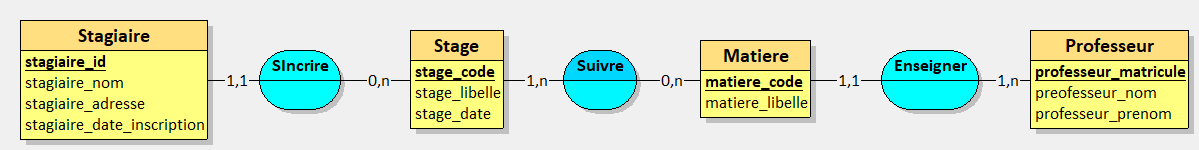 Stagiaire
stagiaire_id
stagiaire_nom
stagiaire_adresse
stagiaire_date_inscription
1,1
SIncrire
0,n
Stage
stage_code
stage_libelle
stage_date
1,n
Suivre
0,n
Matiere
matiere_code
matiere_libelle
1,1
Enseigner
1,n
Professeur
professeur_matricule
preofesseur_nom
professeur_prenom